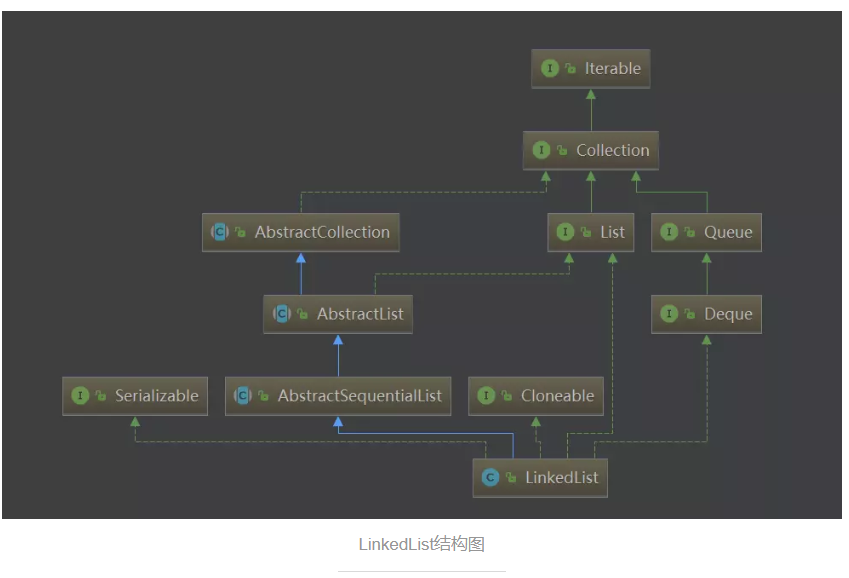 I Iterable
I Collection
C AbstractCollection
I List
I Queue
C AbstractList
I Deque
I Serializable
C AbstractSequentialList
I Cloneable
C LinkedList
LinkedList结构图